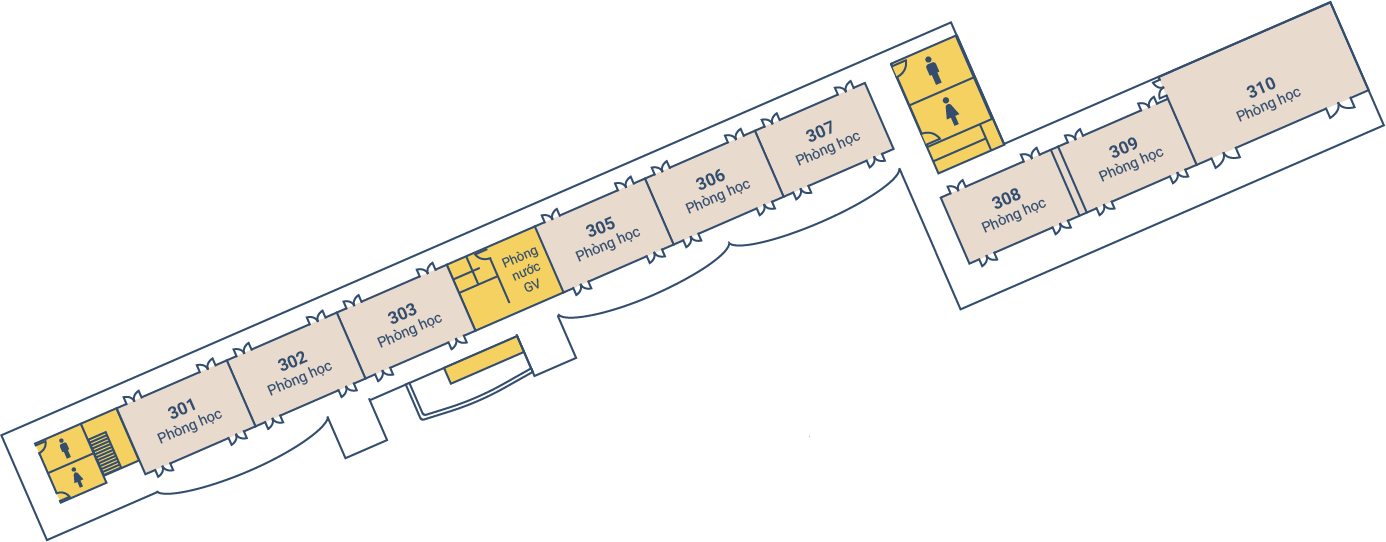 301
Phòng học
302
Phòng học
303
Phòng học
Phòng
nước
GV
305
Phòng học
306
Phòng học
307
Phòng học
308
Phòng học
309
Phòng học
310
Phòng học